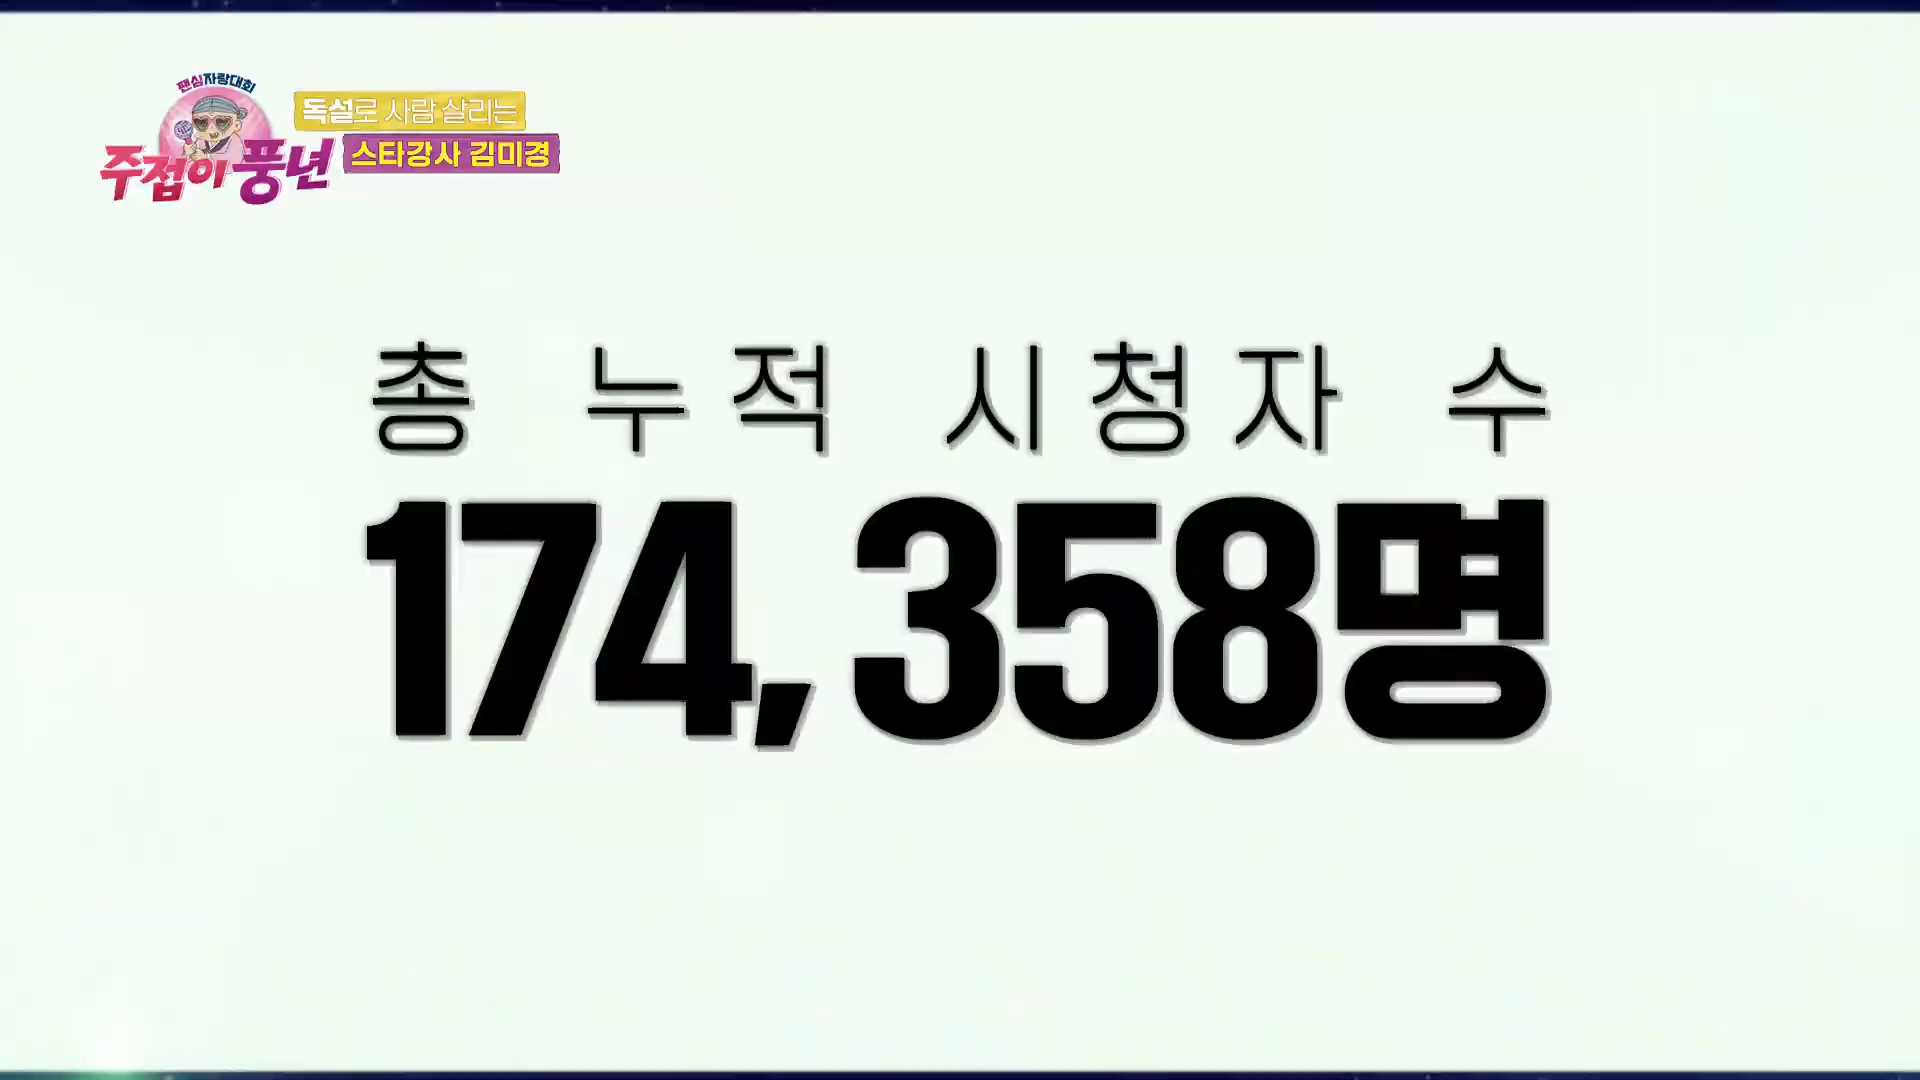 팬심자랑대회
주접이 풍년
독설로 사람 살리는
스타강사 김미경
총 누적 시청자 수
174,358명